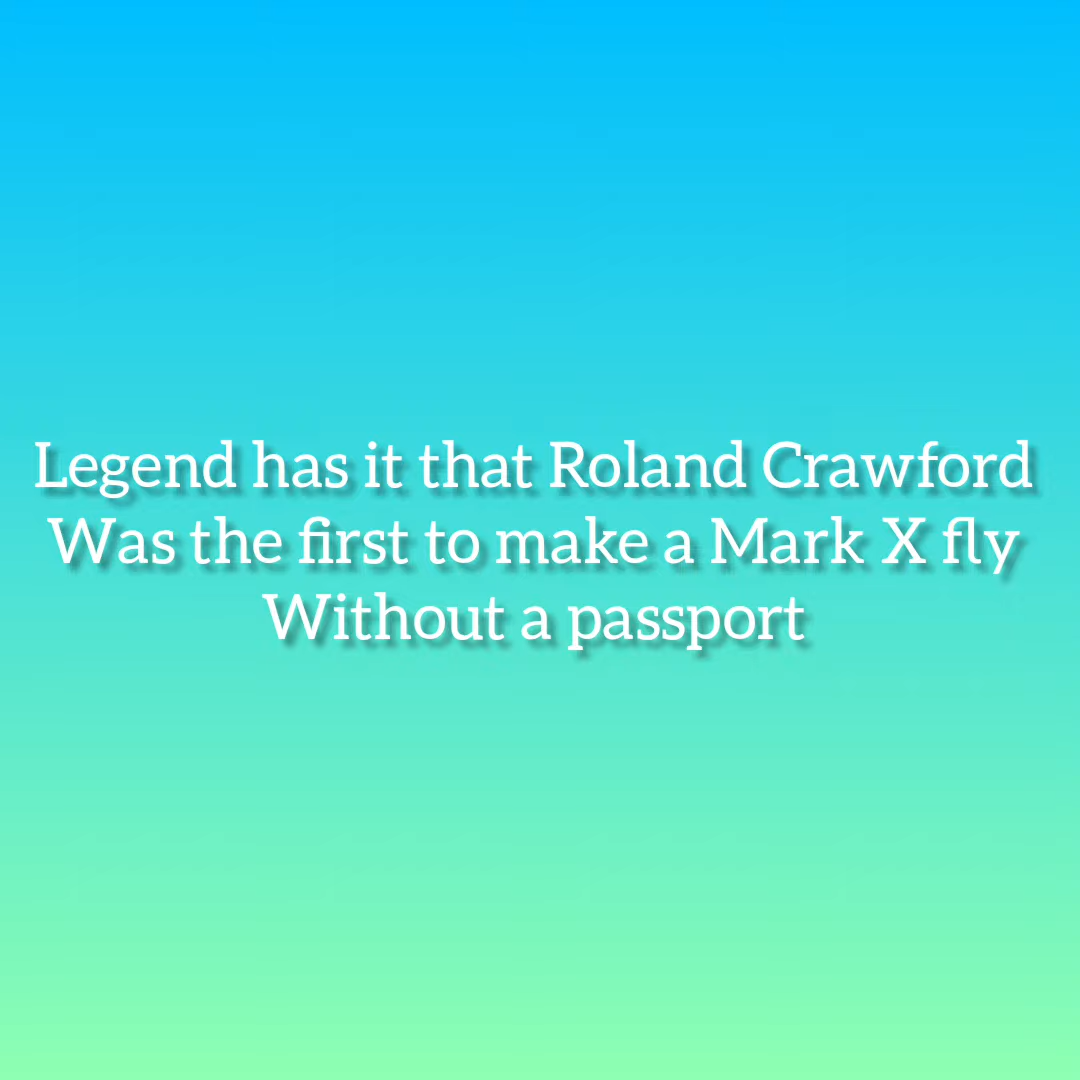 Legend has it that Roland Crawford
Was the first to make a Mark X fly
Without a passport